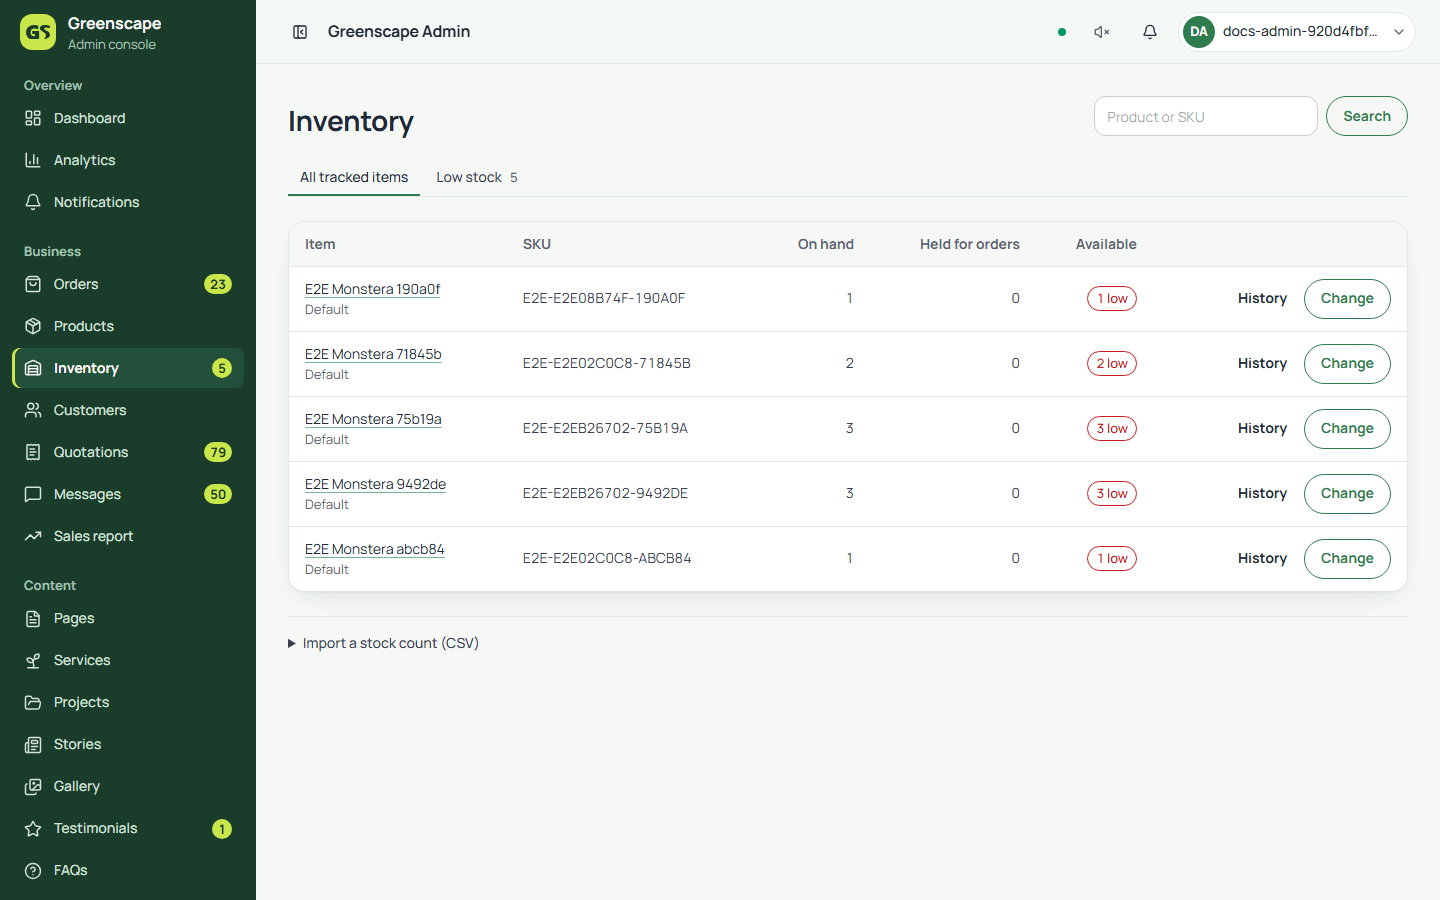 GS
Greenscape
Admin console
Overview
Dashboard
Analytics
Notifications
Business
Orders 23
Products
Inventory 5
Customers
Quotations 79
Messages 50
Sales report
Content
Pages
Services
Projects
Stories
Gallery
Testimonials 1
FAQs
Greenscape Admin
DA docs-admin-920d4fbf...
Inventory
Product or SKU
Search
All tracked items Low stock 5
Item SKU On hand Held for orders Available
E2E Monstera 190a0f
Default
E2E-E2E08B74F-190A0F 1 0 1 low History Change
E2E Monstera 71845b
Default
E2E-E2E02C0C8-71845B 2 0 2 low History Change
E2E Monstera 75b19a
Default
E2E-E2EB26702-75B19A 3 0 3 low History Change
E2E Monstera 9492de
Default
E2E-E2EB26702-9492DE 3 0 3 low History Change
E2E Monstera abcb84
Default
E2E-E2E02C0C8-ABCB84 1 0 1 low History Change
Import a stock count (CSV)